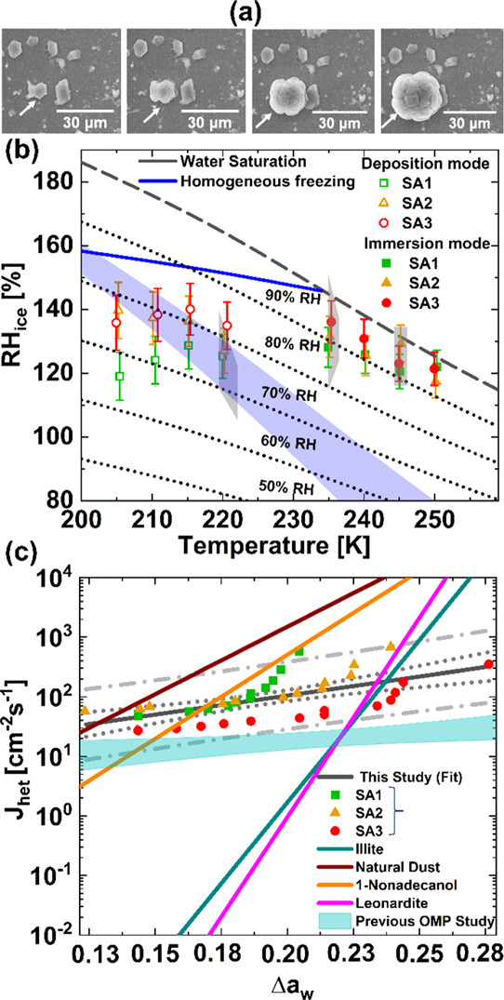 (a)
30 µm
30 µm
30 µm
30 µm
(b)
Water Saturation
Homogeneous freezing
Deposition mode
SA1
SA2
SA3
Immersion mode
SA1
SA2
SA3
90% RH
80% RH
70% RH
60% RH
50% RH
180
160
140
120
100
80
RHice [%]
200 210 220 230 240 250
Temperature [K]
(c)
10^4
10^3
10^2
10^1
10^0
10^-1
10^-2
Jhet [cm^-2s^-1]
This Study (Fit)
SA1
SA2
SA3
Illite
Natural Dust
1-Nonadecanol
Leonardite
Previous OMP Study
0.13 0.15 0.18 0.20 0.23 0.25 0.28
Δaw